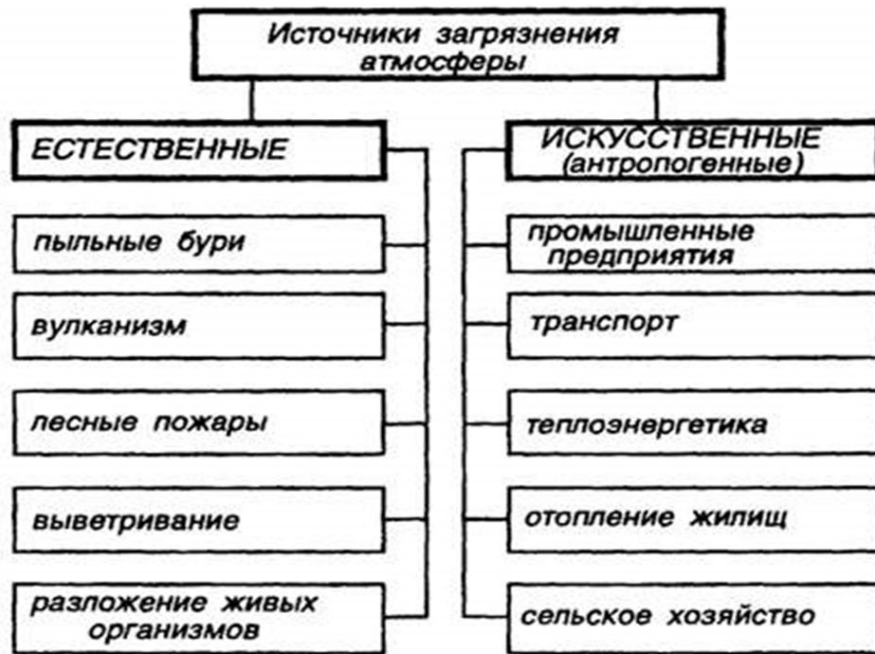 Источники загрязнения
атмосферы
ЕСТЕСТВЕННЫЕ
пыльные бури
вулканизм
лесные пожары
выветривание
разложение живых
организмов
ИСКУССТВЕННЫЕ
(антропогенные)
промышленные
предприятия
транспорт
теплоэнергетика
отопление жилищ
сельское хозяйство